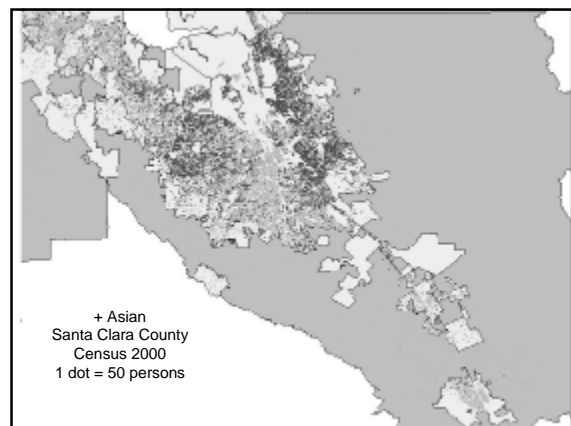 + Asian
Santa Clara County
Census 2000
1 dot = 50 persons